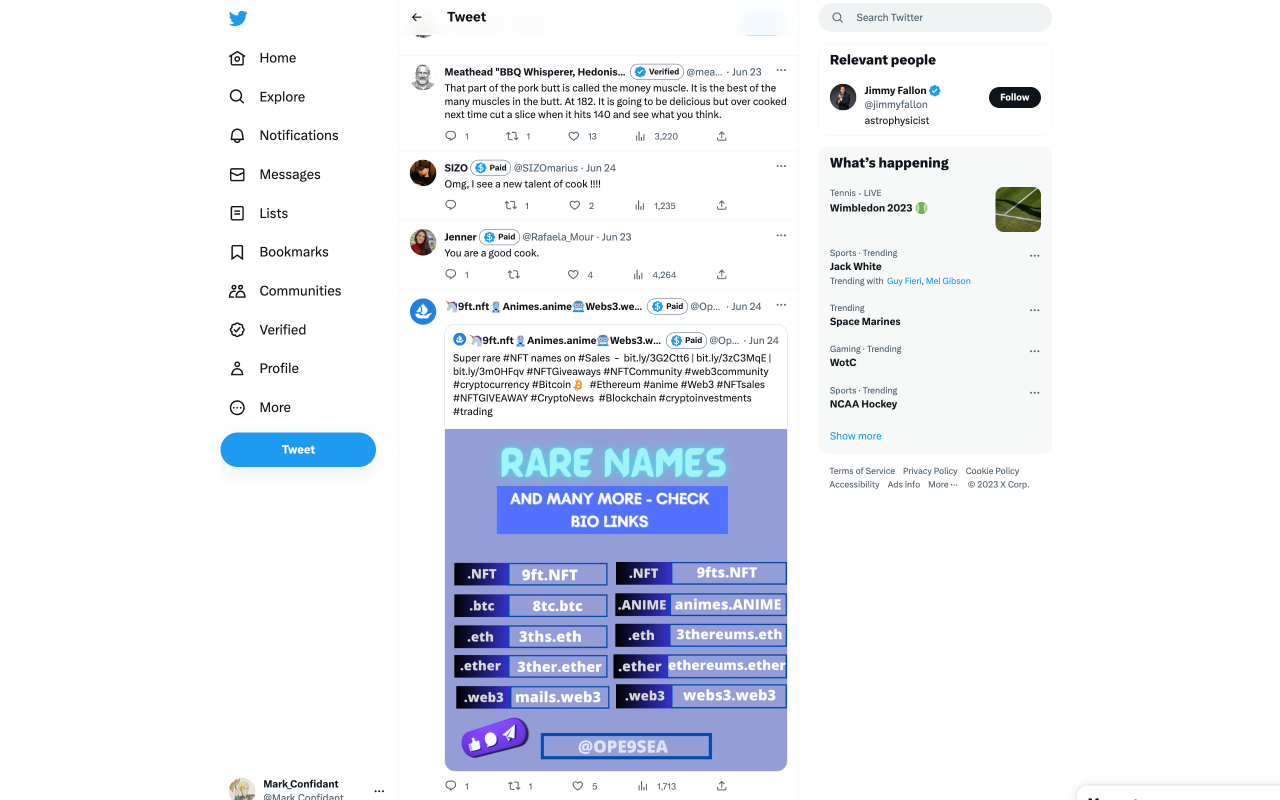 Home
Explore
Notifications
Messages
Lists
Bookmarks
Communities
Verified
Profile
More
Tweet
Mark_Confidant
@Mark_Confidant
Tweet
Meathead "BBQ Whisperer, Hedonis... Verified @mea... · Jun 23
That part of the pork butt is called the money muscle. It is the best of the
many muscles in the butt. At 182. It is going to be delicious but over cooked
next time cut a slice when it hits 140 and see what you think.
1 1 13 3,220
SIZO Paid @SIZOmarius · Jun 24
Omg, I see a new talent of cook !!!!
1 2 1,235
Jenner Paid @Rafaela_Mour · Jun 23
You are a good cook.
1 4 4,264
9ft.nft Animes.anime Webs3.we... Paid @Op... · Jun 24
9ft.nft Animes.anime Webs3.w... Paid @Op... · Jun 24
Super rare #NFT names on #Sales - bit.ly/3G2Ctt6 | bit.ly/3zC3MqE |
bit.ly/3m0HFqv #NFTGiveaways #NFTCommunity #web3community
#cryptocurrency #Bitcoin #Ethereum #anime #Web3 #NFTsales
#NFTGIVEAWAY #CryptoNews #Blockchain #cryptoinvestments
#trading
RARE NAMES
AND MANY MORE - CHECK
BIO LINKS
.NFT 9ft.NFT .NFT 9fts.NFT
.btc 8tc.btc .ANIME animes.ANIME
.eth 3ths.eth .eth 3thereums.eth
.ether 3ther.ether .ether ethereums.ether
.web3 mails.web3 .web3 webs3.web3
@OPE9SEA
1 1 5 1,713
Search Twitter
Relevant people
Jimmy Fallon
@jimmyfallon
astrophysicist
Follow
What's happening
Tennis · LIVE
Wimbledon 2023
Sports · Trending
Jack White
Trending with Guy Fieri, Mel Gibson
Trending
Space Marines
Gaming · Trending
WotC
Sports · Trending
NCAA Hockey
Show more
Terms of Service Privacy Policy Cookie Policy
Accessibility Ads info More ··· © 2023 X Corp.